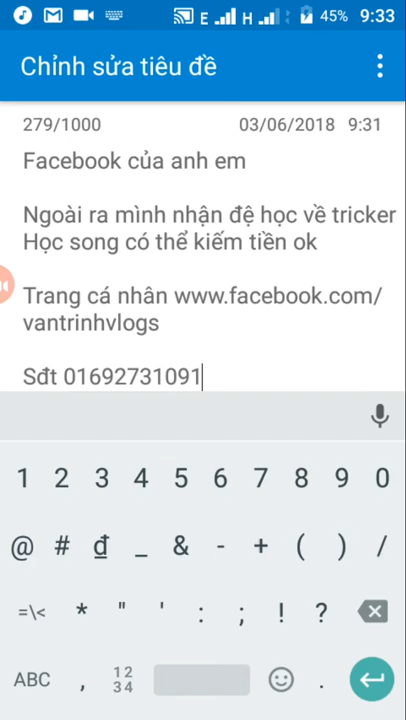 E H 45% 9:33
Chỉnh sửa tiêu đề
279/1000 03/06/2018 9:31
Facebook của anh em
Ngoài ra mình nhận đệ học về tricker
Học song có thể kiếm tiền ok
Trang cá nhân www.facebook.com/
vantrinhvlogs
Sđt 01692731091
1 2 3 4 5 6 7 8 9 0
@ # đ _ & - + ( ) /
=\< * " ' : ; ! ?
ABC , 12 .
34